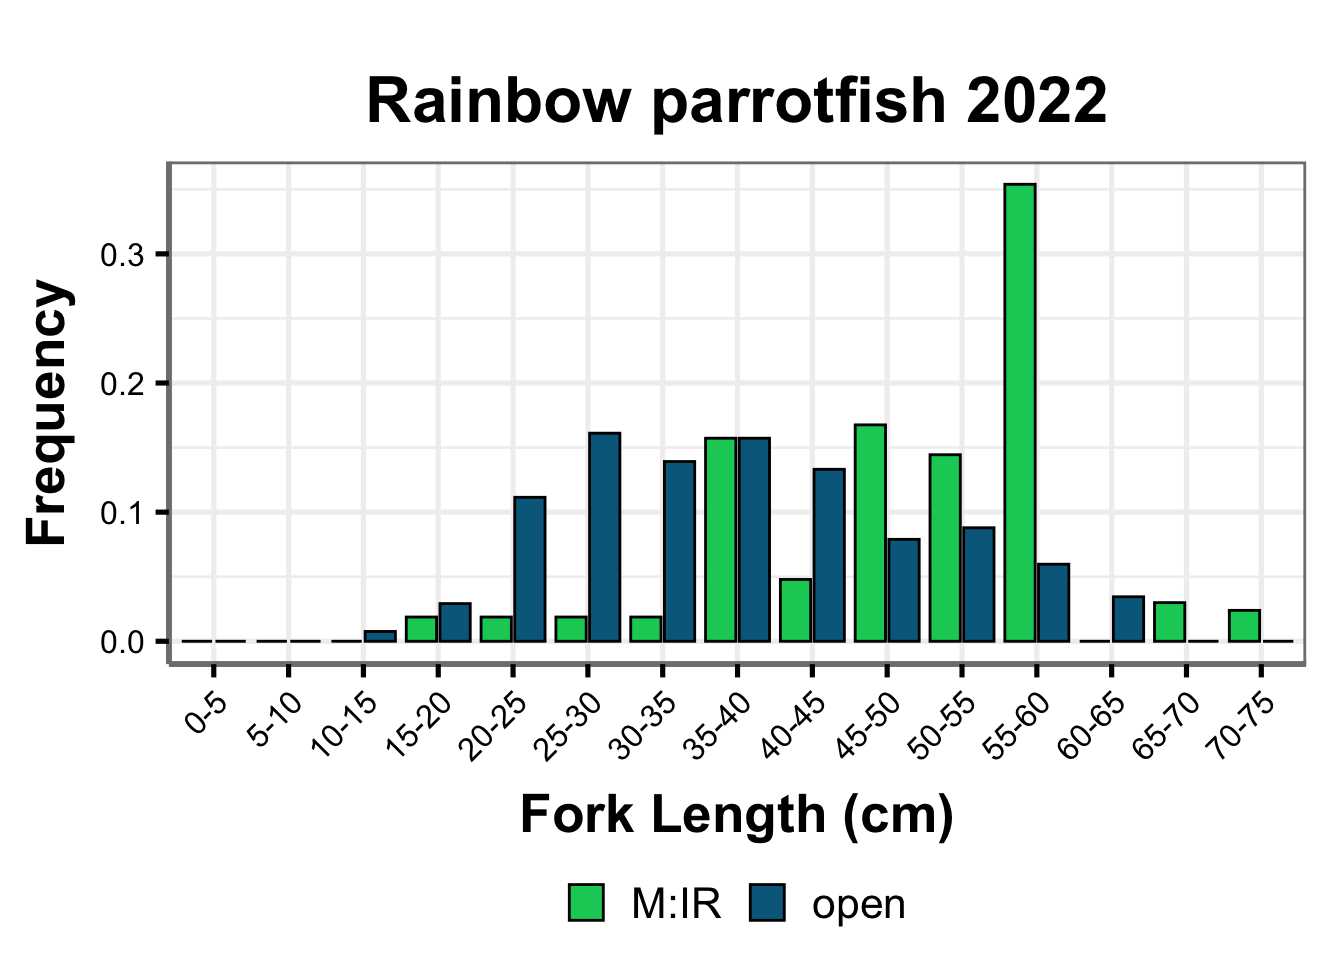 Rainbow parrotfish 2022
Frequency
0.3
0.2
0.1
0.0
0-5 5-10 10-15 15-20 20-25 25-30 30-35 35-40 40-45 45-50 50-55 55-60 60-65 65-70 70-75
Fork Length (cm)
M:IR open